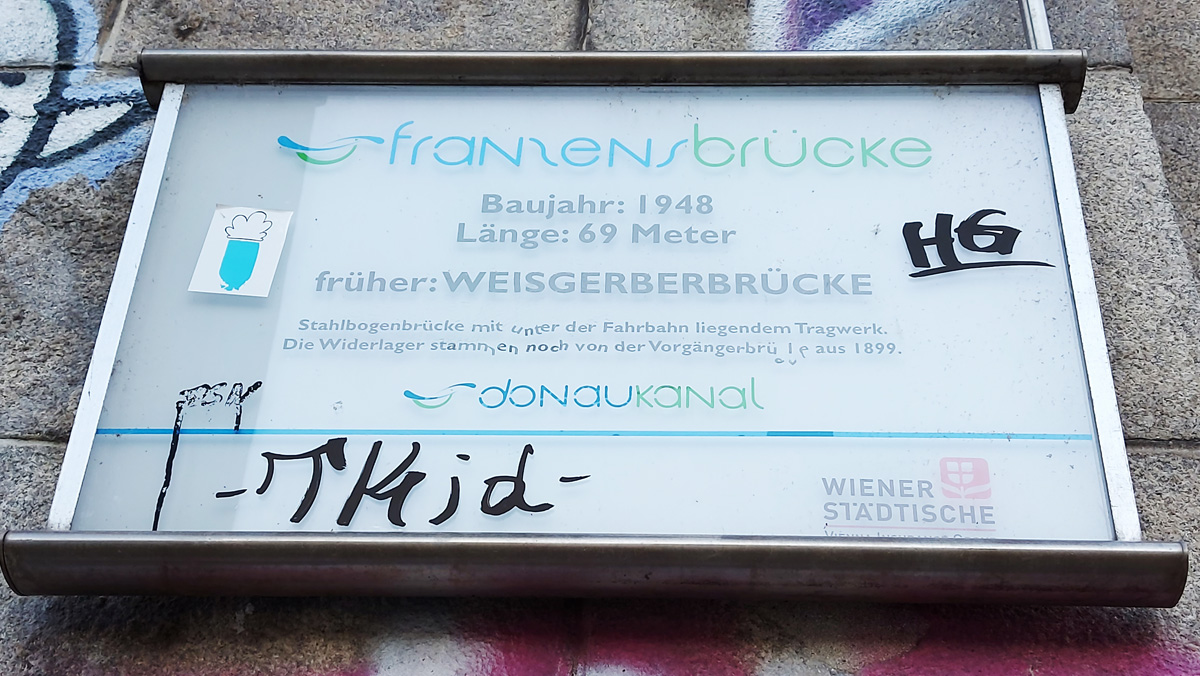 franzensbrücke
Baujahr: 1948
Länge: 69 Meter
HG
früher: WEISGERBERBRÜCKE
Stahlbogenbrücke mit unter der Fahrbahn liegendem Tragwerk.
Die Widerlager stammen noch von der Vorgängerbrücke aus 1899.
donaukanal
-TKid-
WIENER
STÄDTISCHE